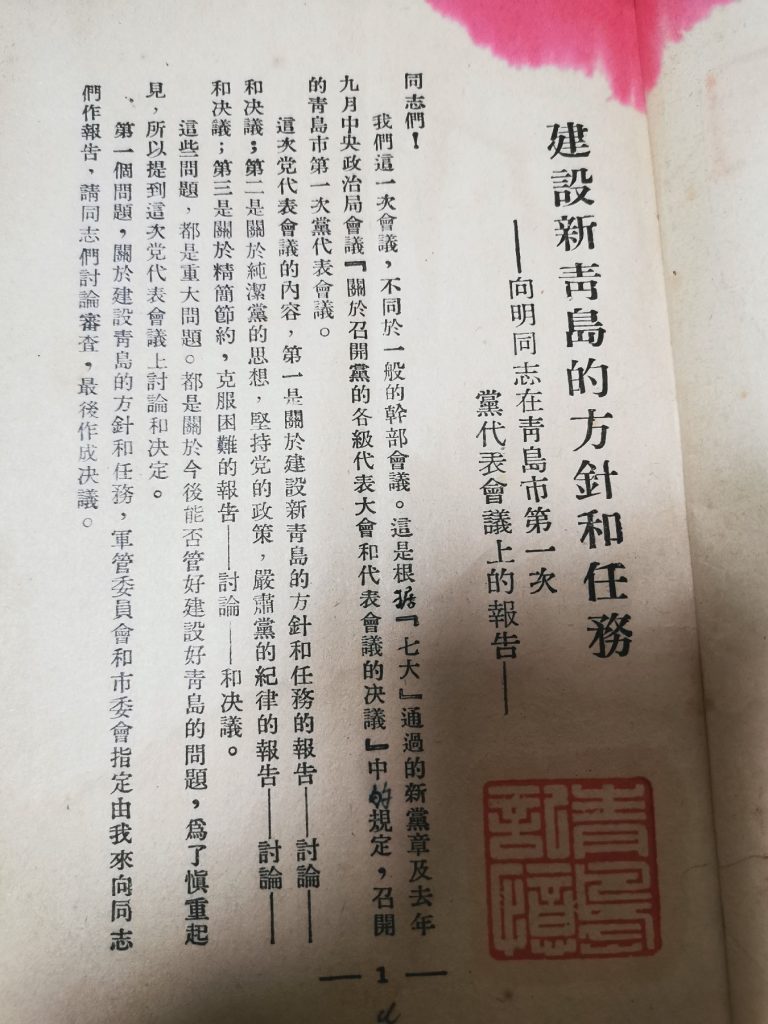 建設新青島的方針和任務
——向明同志在青島市第一次
黨代表會議上的報告——
同志們！
我們這一次會議，不同於一般的幹部會議。這是根据『七大』通過的新黨章及去年
九月中央政治局會議『關於召開黨的各級代表大會和代表會議的決議』中的規定，召開
的青島市第一次黨代表會議。
這次党代表會議的內容，第一是關於建設新青島的方針和任務的報告——討論——
和決議；第二是關於純潔黨的思想，堅持党的政策，嚴肅黨的紀律的報告——討論——
和決議；第三是關於精簡節約，克服困難的報告——討論——和決議。
這些問題，都是重大問題。都是關於今後能否管好建設好青島的問題，爲了慎重起
見，所以提到這次党代表會議上討論和決定。
、第一個問題，關於建設青島的方針和任務，軍管委員會和市委會指定由我來向同志
們作報告，請同志們討論審査，最後作成決議。
青島
記憶
— 1 —